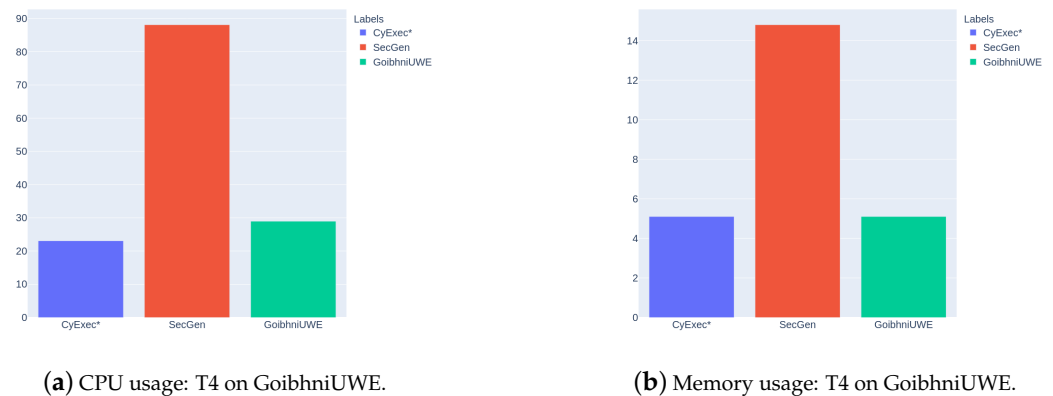 90
80
70
60
50
40
30
20
10
0
CyExec*
SecGen
GoibhniUWE
Labels
CyExec*
SecGen
GoibhniUWE
(a) CPU usage: T4 on GoibhniUWE.
14
12
10
8
6
4
2
0
CyExec*
SecGen
GoibhniUWE
Labels
CyExec*
SecGen
GoibhniUWE
(b) Memory usage: T4 on GoibhniUWE.